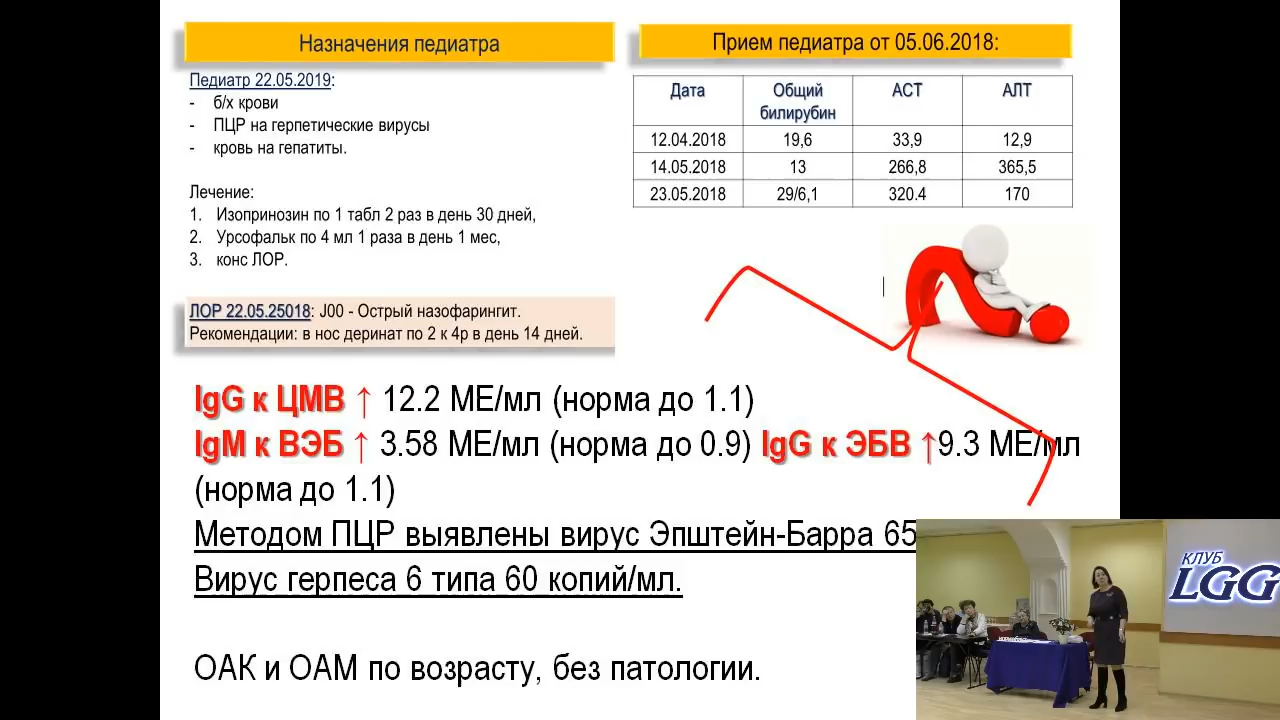 Назначения педиатра
Педиатр 22.05.2019:
- б/х крови
- ПЦР на герпетические вирусы
- кровь на гепатиты.
Лечение:
1. Изопринозин по 1 табл 2 раз в день 30 дней,
2. Урсофальк по 4 мл 1 раза в день 1 мес,
3. конс ЛОР.
ЛОР 22.05.25018: J00 - Острый назофарингит.
Рекомендации: в нос деринат по 2 к 4р в день 14 дней.
Прием педиатра от 05.06.2018:
Дата Общий билирубин АСТ АЛТ
12.04.2018 19,6 33,9 12,9
14.05.2018 13 266,8 365,5
23.05.2018 29/6,1 320.4 170
IgG к ЦМВ ↑ 12.2 МЕ/мл (норма до 1.1)
IgM к ВЭБ ↑ 3.58 МЕ/мл (норма до 0.9) IgG к ЭБВ ↑9.3 МЕ/мл
(норма до 1.1)
Методом ПЦР выявлены вирус Эпштейн-Барра 65
Вирус герпеса 6 типа 60 копий/мл.
ОАК и ОАМ по возрасту, без патологии.
КЛУБ
LGG